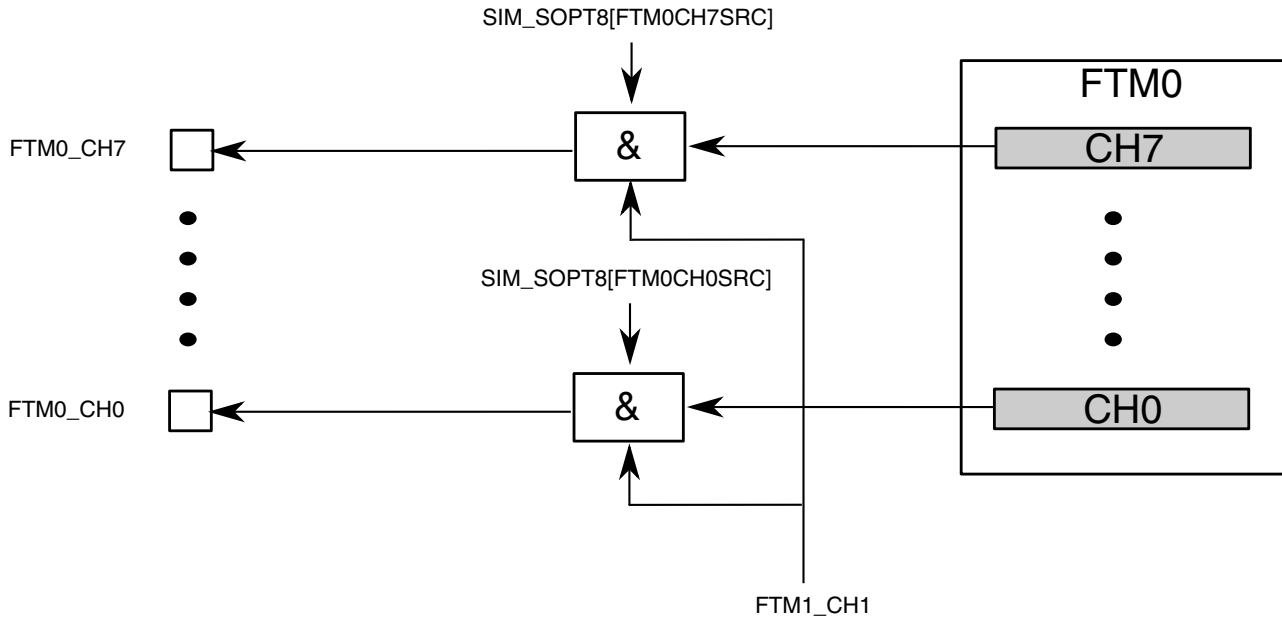 SIM_SOPT8[FTM0CH7SRC]
FTM0
FTM0_CH7
&
CH7
SIM_SOPT8[FTM0CH0SRC]
FTM0_CH0
&
CH0
FTM1_CH1